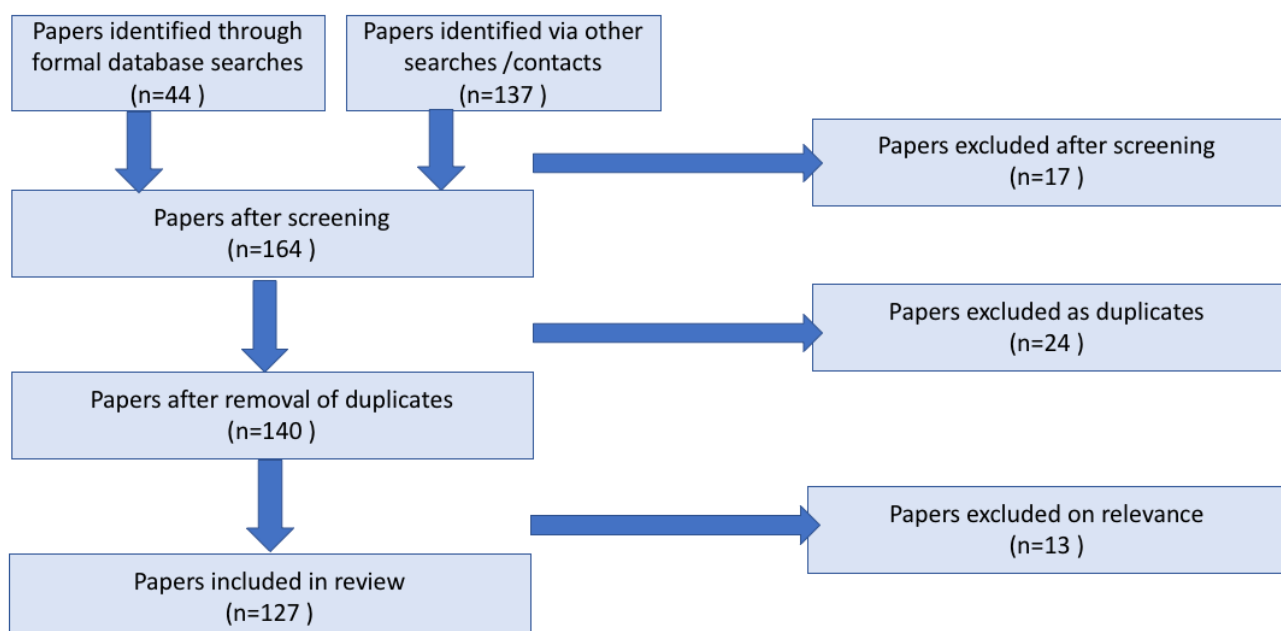 Papers identified through
formal database searches
(n=44 )
Papers identified via other
searches /contacts
(n=137 )
Papers excluded after screening
(n=17 )
Papers after screening
(n=164 )
Papers excluded as duplicates
(n=24 )
Papers after removal of duplicates
(n=140 )
Papers excluded on relevance
(n=13 )
Papers included in review
(n=127 )